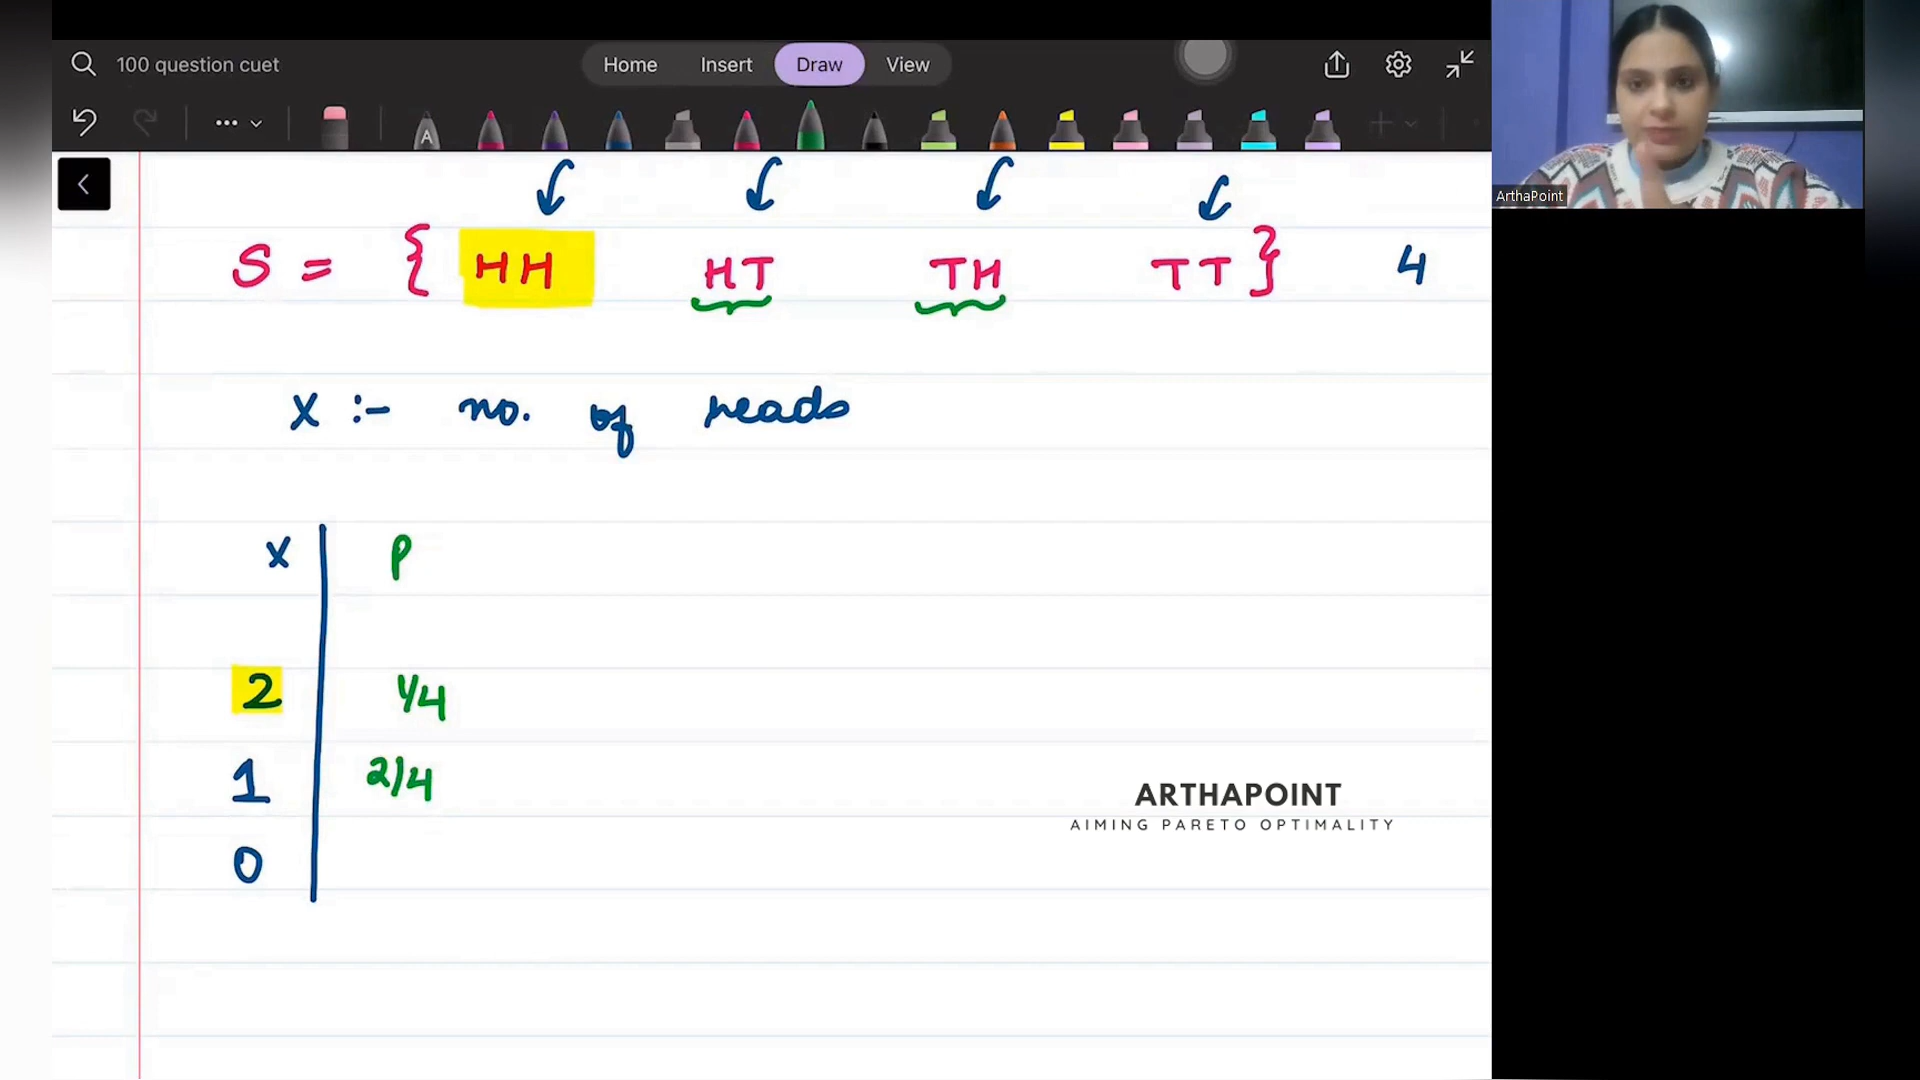 100 question cuet
Home Insert Draw View
A
ArthaPoint
S = { HH HT TH TT } 4
X :- no. of heads
X P
2 1/4
1 2/4
0
ARTHAPOINT
AIMING PARETO OPTIMALITY